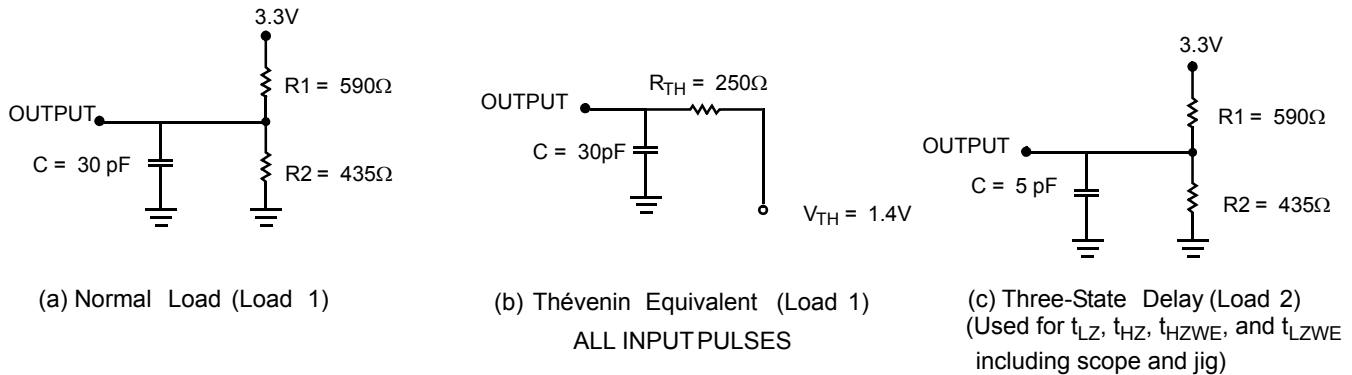 3.3V
R1 = 590Ω
OUTPUT
C = 30 pF
R2 = 435Ω
(a) Normal Load (Load 1)
R_TH = 250Ω
OUTPUT
C = 30pF
V_TH = 1.4V
(b) Thévenin Equivalent (Load 1)
ALL INPUT PULSES
3.3V
R1 = 590Ω
OUTPUT
C = 5 pF
R2 = 435Ω
(c) Three-State Delay (Load 2)
(Used for t_LZ, t_HZ, t_HZWE, and t_LZWE
including scope and jig)